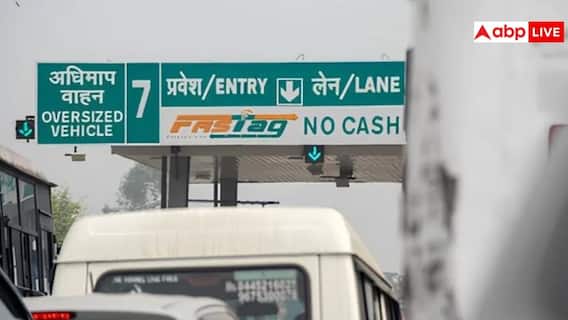 abp LIVE
अधिमाप
वाहन
OVERSIZED
VEHICLE
7
प्रवेश/ENTRY
लेन/LANE
FASTag
NO CASH